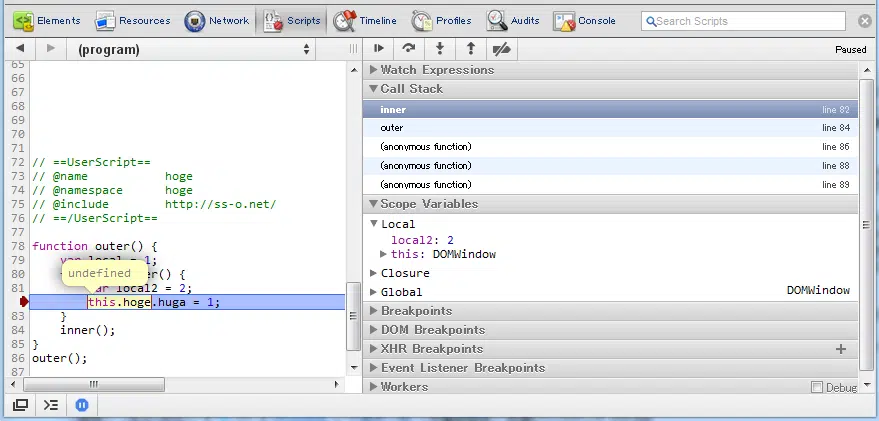 Elements Resources Network Scripts Timeline Profiles Audits Console Search Scripts
(program) Paused
65
66
67
68
69
70
71
72 // ==UserScript==
73 // @name hoge
74 // @namespace hoge
75 // @include http://ss-o.net/
76 // ==/UserScript==
77
78 function outer() {
79 var local = 1;
80 er() {
undefined
81 ar local2 = 2;
this.hoge.huga = 1;
83 }
84 inner();
85 }
86 outer();
87
Watch Expressions
Call Stack
inner line 82
outer line 84
(anonymous function) line 86
(anonymous function) line 88
(anonymous function) line 89
Scope Variables
Local
local2: 2
this: DOMWindow
Closure
Global DOMWindow
Breakpoints
DOM Breakpoints
XHR Breakpoints +
Event Listener Breakpoints
Workers Debug